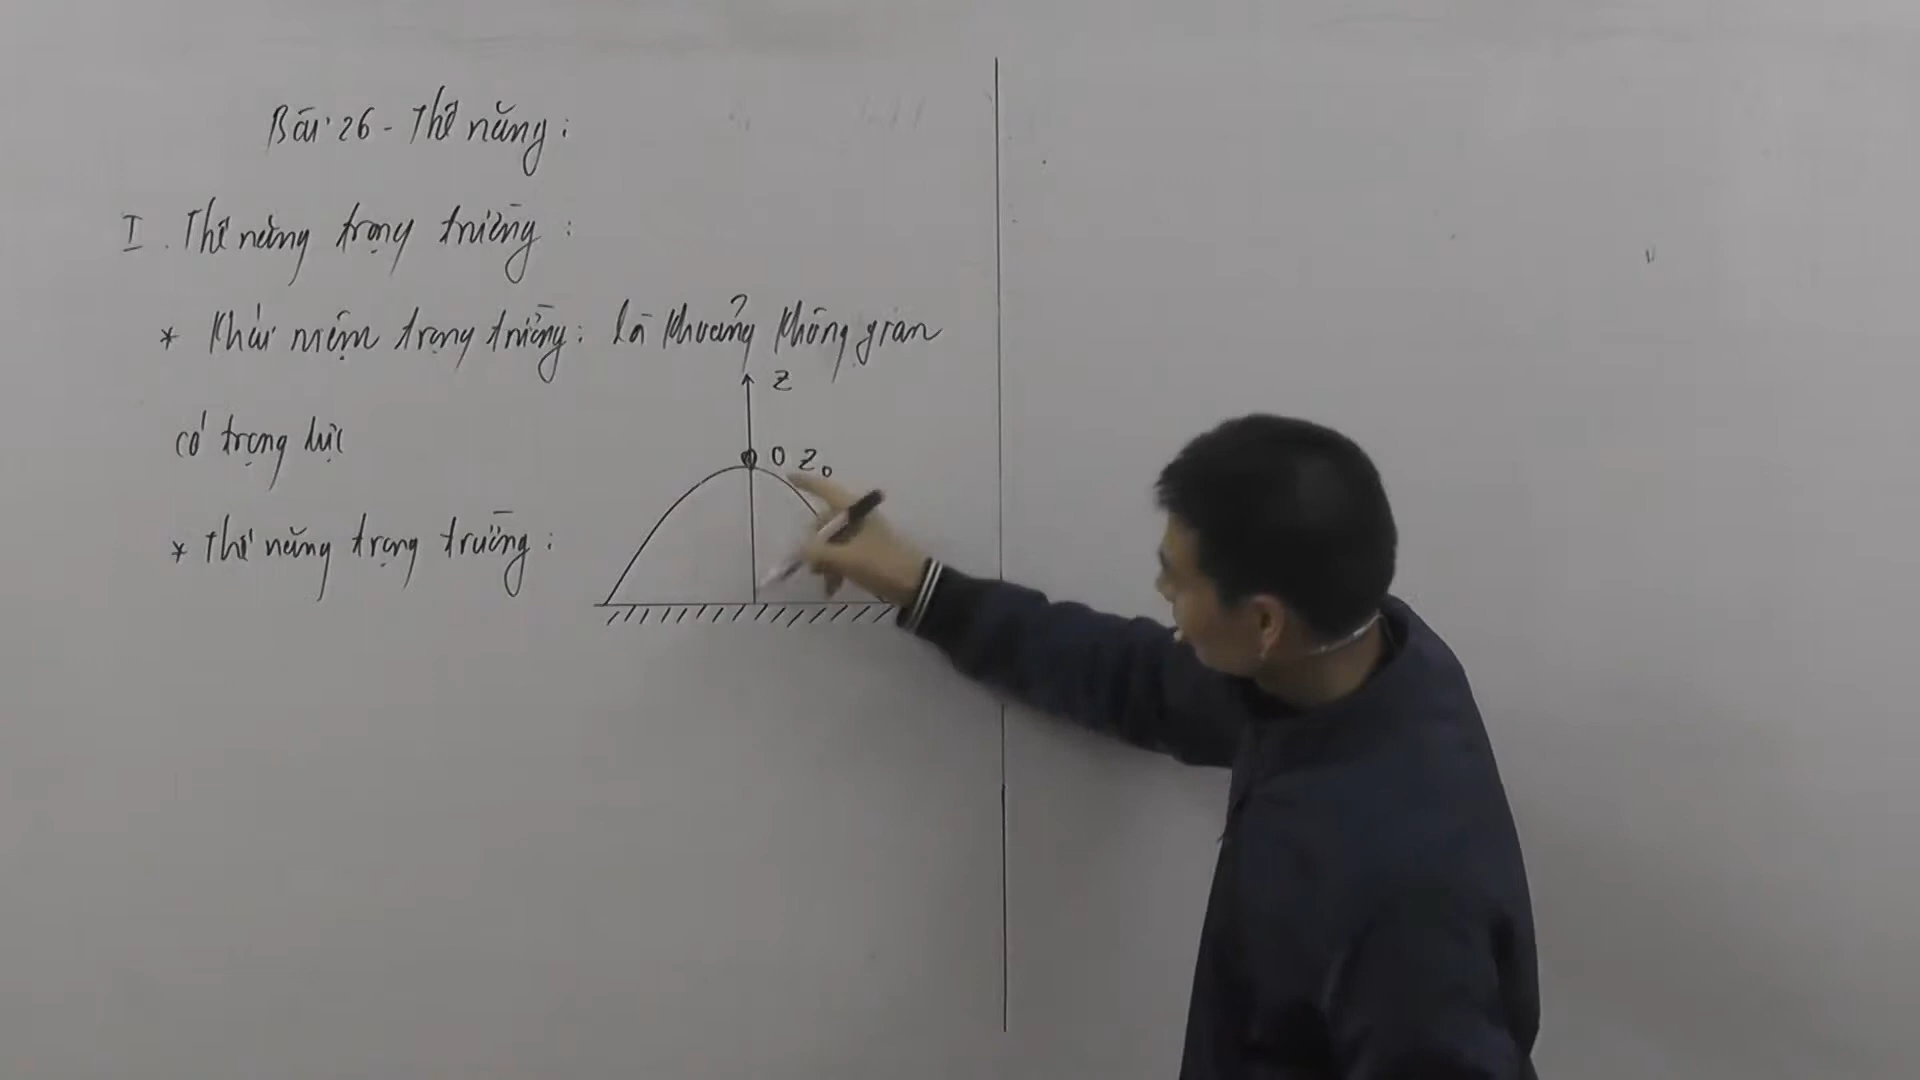 Bài 26 - Thế năng:
I. Thế năng trọng trường:
* Khái niệm trọng trường: là khoảng không gian
z
có trọng lực
O z₀
* Thế năng trọng trường: